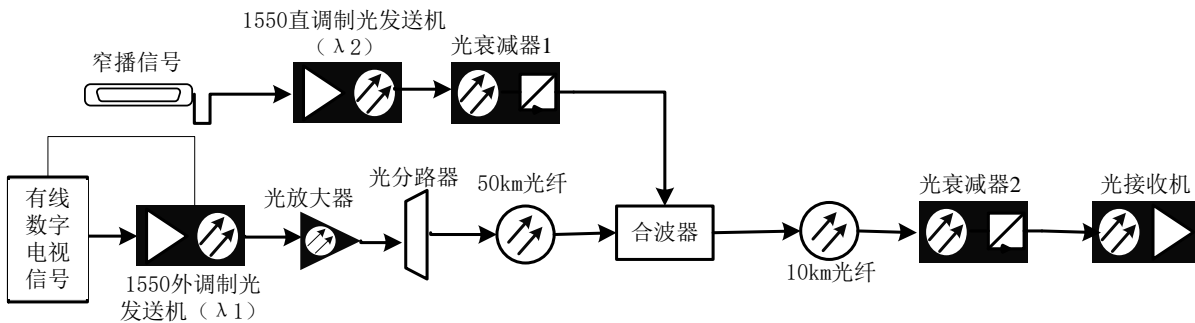 1550直调制光发送机
（λ2）
光衰减器1
窄播信号
有线
数字
电视
信号
光放大器
光分路器
50km光纤
合波器
光衰减器2
光接收机
10km光纤
1550外调制光
发送机（λ1）